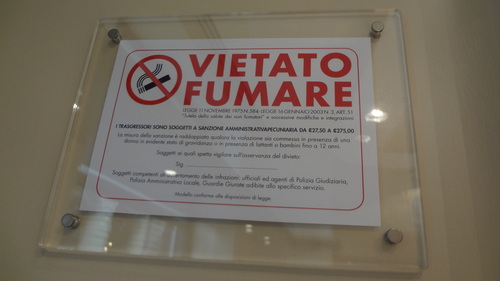 VIETATO
FUMARE
LEGGE 11 NOVEMBRE 1975 N.584- LEGGE 16 GENNAIO 2003 N. 3, ART. 51
"Tutela della salute dei non fumatori" e successive modifiche e integrazioni
I TRASGRESSORI SONO SOGGETTI A SANZIONE AMMINISTRATIVA PECUNIARIA DA €27,50 A €275,00
La misura della sanzione è raddoppiata qualora la violazione sia commessa in presenza di una
donna in evidente stato di gravidanza o in presenza di lattanti o bambini fino a 12 anni.
Soggetti ai quali spetta vigilare sull'osservanza del divieto:
Sig.
Soggetti competenti all'accertamento delle infrazioni: ufficiali ed agenti di Polizia Giudiziaria,
Polizia Amministrativa Locale, Guardie Giurate adibite allo specifico servizio.
Modello conforme alle disposizioni di legge